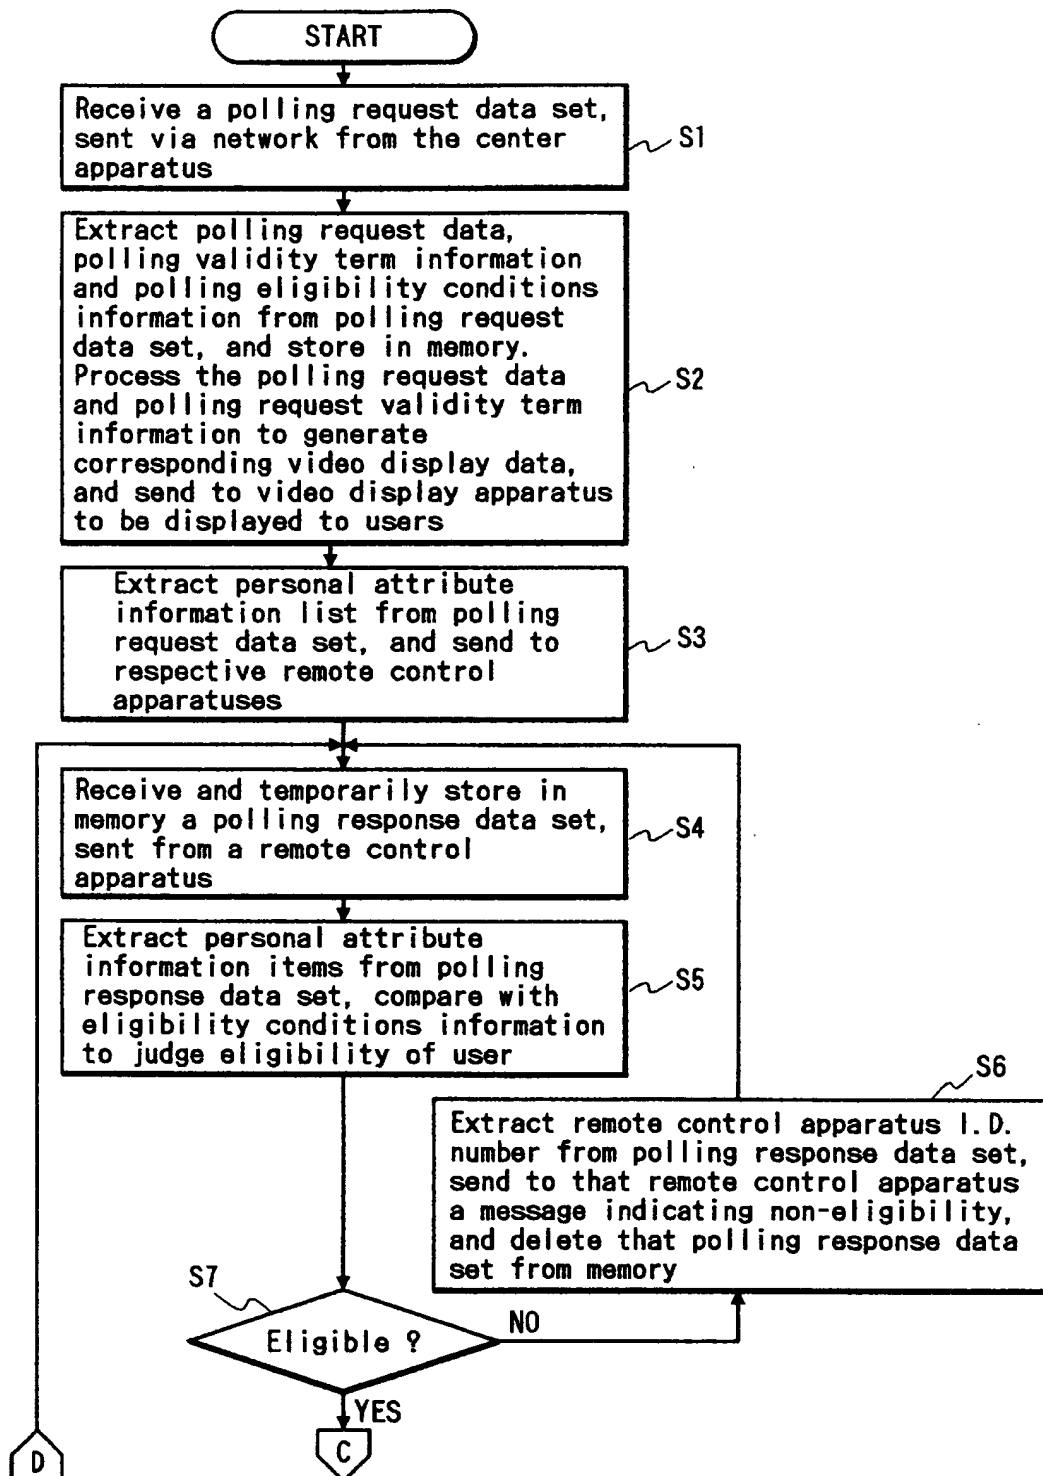 START
Receive a polling request data set,
sent via network from the center
apparatus
S1
Extract polling request data,
polling validity term information
and polling eligibility conditions
information from polling request
data set, and store in memory.
Process the polling request data
and polling request validity term
information to generate
corresponding video display data,
and send to video display apparatus
to be displayed to users
S2
Extract personal attribute
information list from polling
request data set, and send to
respective remote control
apparatuses
S3
Receive and temporarily store in
memory a polling response data set,
sent from a remote control
apparatus
S4
Extract personal attribute
information items from polling
response data set, compare with
eligibility conditions information
to judge eligibility of user
S5
S6
Extract remote control apparatus I.D.
number from polling response data set,
send to that remote control apparatus
a message indicating non-eligibility,
and delete that polling response data
set from memory
S7
Eligible ?
NO
YES
C
D